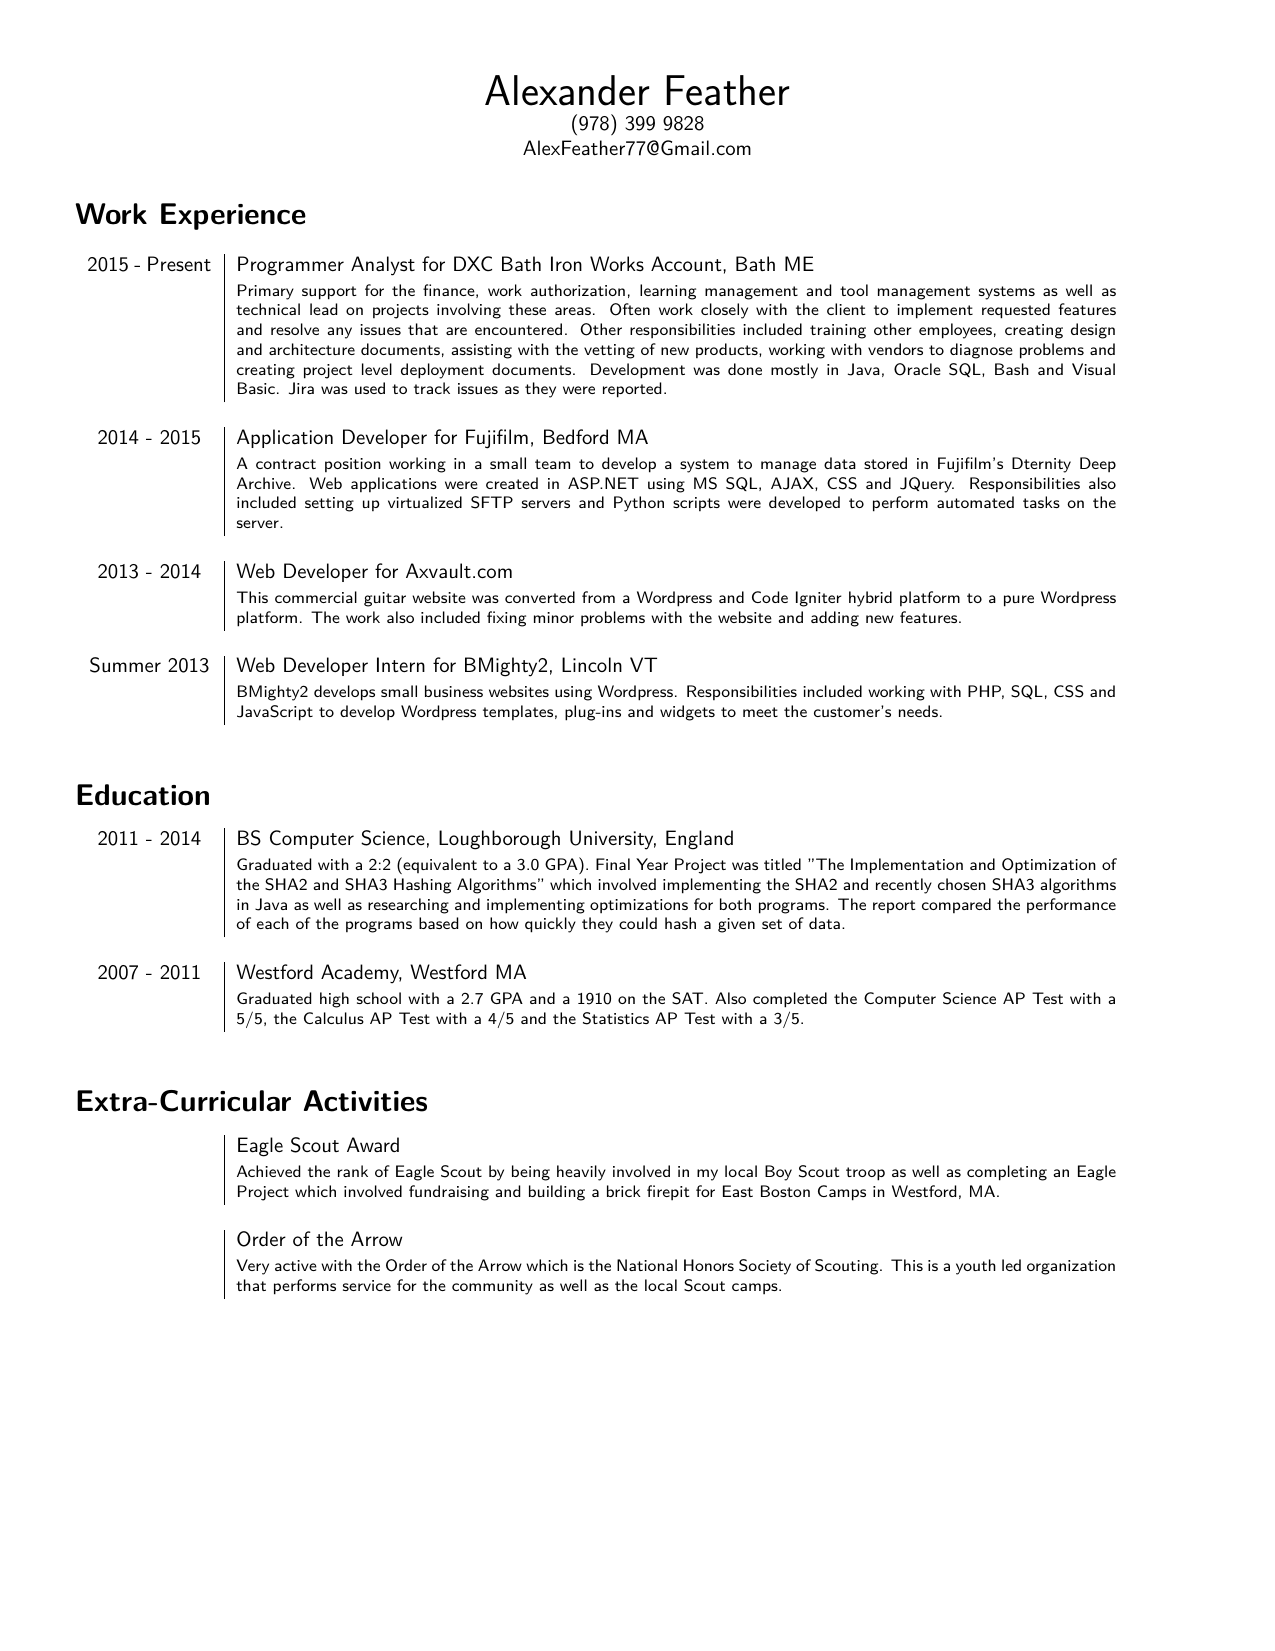 Alexander Feather
(978) 399 9828
AlexFeather77@Gmail.com
Work Experience
2015 - Present
Programmer Analyst for DXC Bath Iron Works Account, Bath ME
Primary support for the finance, work authorization, learning management and tool management systems as well as
technical lead on projects involving these areas. Often work closely with the client to implement requested features
and resolve any issues that are encountered. Other responsibilities included training other employees, creating design
and architecture documents, assisting with the vetting of new products, working with vendors to diagnose problems and
creating project level deployment documents. Development was done mostly in Java, Oracle SQL, Bash and Visual
Basic. Jira was used to track issues as they were reported.
2014 - 2015
Application Developer for Fujifilm, Bedford MA
A contract position working in a small team to develop a system to manage data stored in Fujifilm's Dternity Deep
Archive. Web applications were created in ASP.NET using MS SQL, AJAX, CSS and JQuery. Responsibilities also
included setting up virtualized SFTP servers and Python scripts were developed to perform automated tasks on the
server.
2013 - 2014
Web Developer for Axvault.com
This commercial guitar website was converted from a Wordpress and Code Igniter hybrid platform to a pure Wordpress
platform. The work also included fixing minor problems with the website and adding new features.
Summer 2013
Web Developer Intern for BMighty2, Lincoln VT
BMighty2 develops small business websites using Wordpress. Responsibilities included working with PHP, SQL, CSS and
JavaScript to develop Wordpress templates, plug-ins and widgets to meet the customer's needs.
Education
2011 - 2014
BS Computer Science, Loughborough University, England
Graduated with a 2:2 (equivalent to a 3.0 GPA). Final Year Project was titled "The Implementation and Optimization of
the SHA2 and SHA3 Hashing Algorithms" which involved implementing the SHA2 and recently chosen SHA3 algorithms
in Java as well as researching and implementing optimizations for both programs. The report compared the performance
of each of the programs based on how quickly they could hash a given set of data.
2007 - 2011
Westford Academy, Westford MA
Graduated high school with a 2.7 GPA and a 1910 on the SAT. Also completed the Computer Science AP Test with a
5/5, the Calculus AP Test with a 4/5 and the Statistics AP Test with a 3/5.
Extra-Curricular Activities
Eagle Scout Award
Achieved the rank of Eagle Scout by being heavily involved in my local Boy Scout troop as well as completing an Eagle
Project which involved fundraising and building a brick firepit for East Boston Camps in Westford, MA.
Order of the Arrow
Very active with the Order of the Arrow which is the National Honors Society of Scouting. This is a youth led organization
that performs service for the community as well as the local Scout camps.